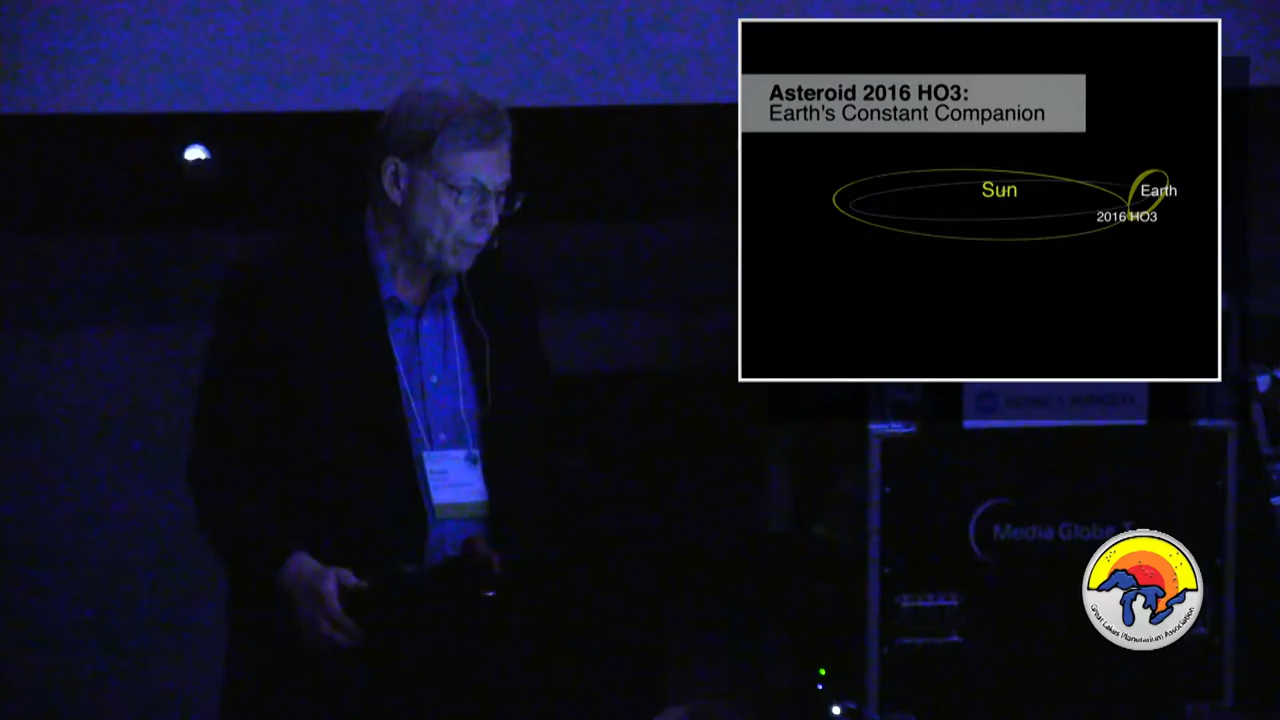 Asteroid 2016 HO3:
Earth's Constant Companion
Sun
Earth
2016 HO3
Media Globe
Great Lakes Planetarium Association